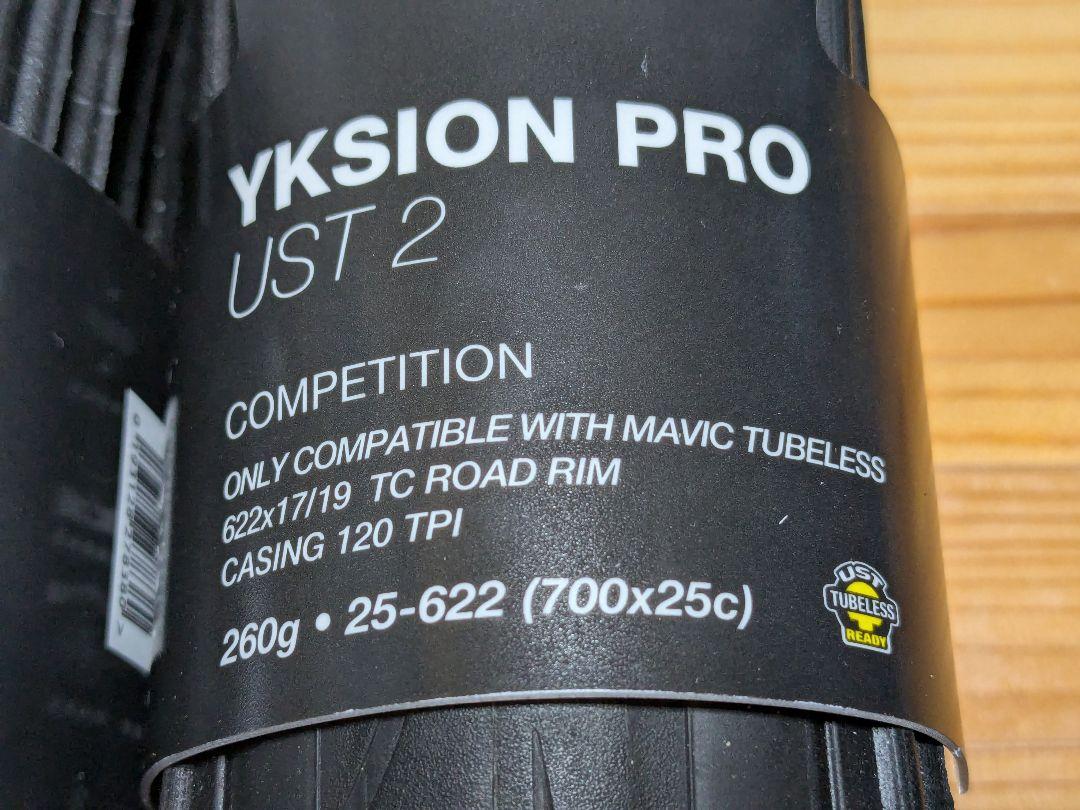 YKSION PRO
UST 2
COMPETITION
ONLY COMPATIBLE WITH MAVIC TUBELESS
622x17/19 TC ROAD RIM
CASING 120 TPI
260g • 25-622 (700x25c)
UST
TUBELESS
READY